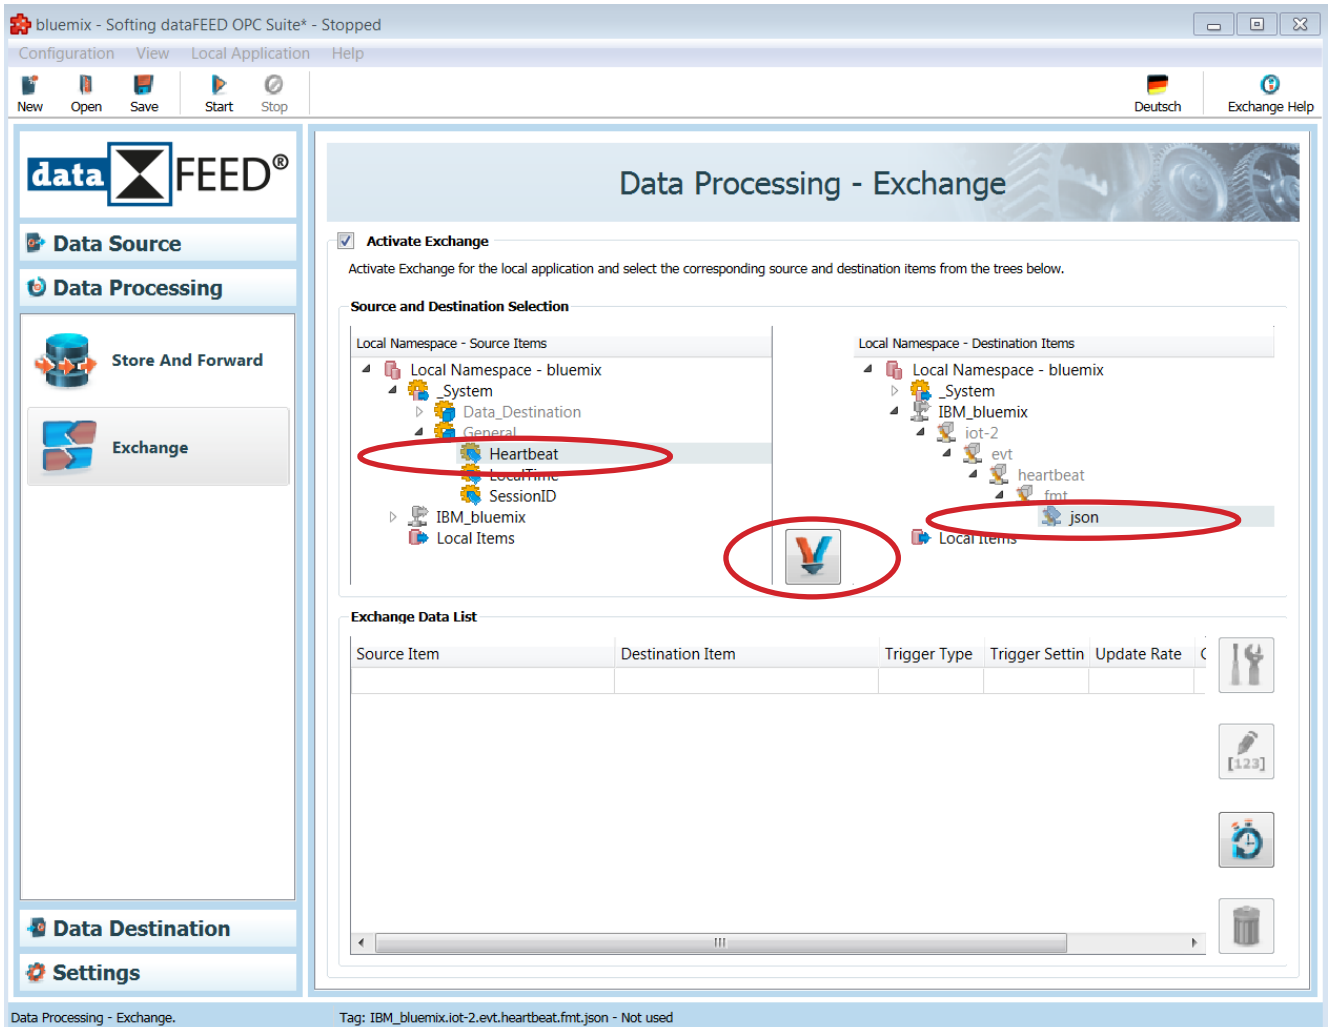 bluemix - Softing dataFEED OPC Suite* - Stopped
Configuration View Local Application Help
New Open Save Start Stop Deutsch Exchange Help
data FEED®
Data Processing - Exchange
Data Source
Data Processing
Store And Forward
Exchange
Data Destination
Settings
Activate Exchange
Activate Exchange for the local application and select the corresponding source and destination items from the trees below.
Source and Destination Selection
Local Namespace - Source Items
Local Namespace - bluemix
_System
Data_Destination
General
Heartbeat
LocalTime
SessionID
IBM_bluemix
Local Items
Local Namespace - Destination Items
Local Namespace - bluemix
_System
IBM_bluemix
iot-2
evt
heartbeat
fmt
json
Local Items
Exchange Data List
Source Item Destination Item Trigger Type Trigger Settin Update Rate
[123]
Data Processing - Exchange. Tag: IBM_bluemix.iot-2.evt.heartbeat.fmt.json - Not used